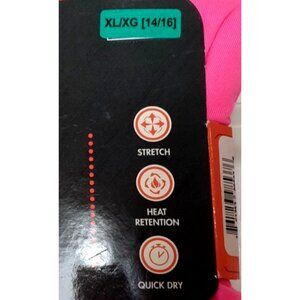 XL/XG [14/16]
STRETCH
HEAT
RETENTION
QUICK DRY